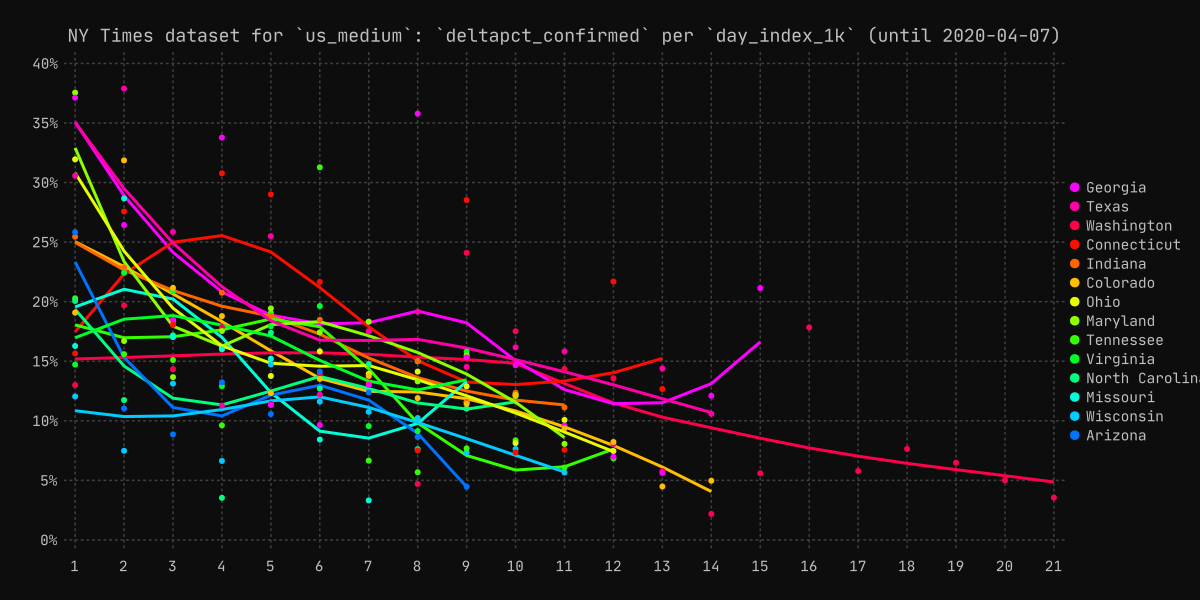 NY Times dataset for `us_medium`: `deltapct_confirmed` per `day_index_1k` (until 2020-04-07)
40%
35%
30%
25%
20%
15%
10%
5%
0%
1 2 3 4 5 6 7 8 9 10 11 12 13 14 15 16 17 18 19 20 21
Georgia
Texas
Washington
Connecticut
Indiana
Colorado
Ohio
Maryland
Tennessee
Virginia
North Carolin
Missouri
Wisconsin
Arizona